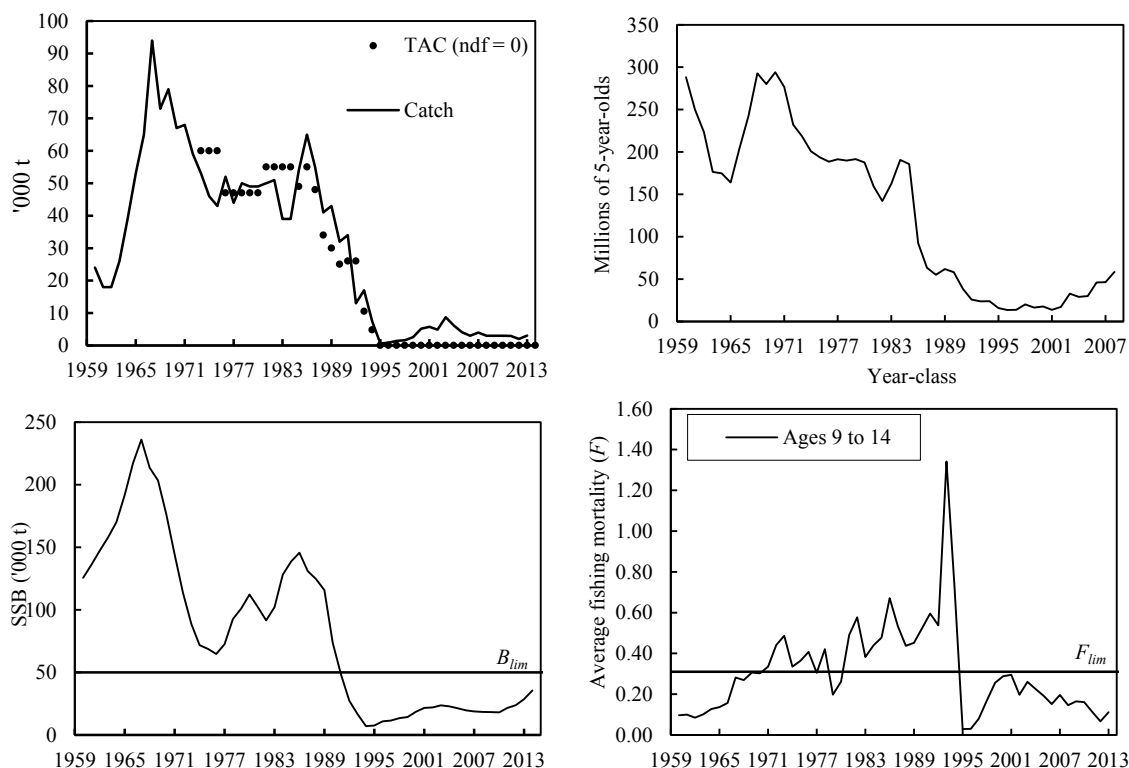 100
90
80
70
60
50
40
30
20
10
0
'000 t
TAC (ndf = 0)
Catch
1959 1965 1971 1977 1983 1989 1995 2001 2007 2013
350
300
250
200
150
100
50
0
Millions of 5-year-olds
1959 1965 1971 1977 1983 1989 1995 2001 2007
Year-class
250
200
150
100
50
0
SSB ('000 t)
Blim
1959 1965 1971 1977 1983 1989 1995 2001 2007 2013
1.60
1.40
1.20
1.00
0.80
0.60
0.40
0.20
0.00
Average fishing mortality (F)
Ages 9 to 14
Flim
1959 1965 1971 1977 1983 1989 1995 2001 2007 2013